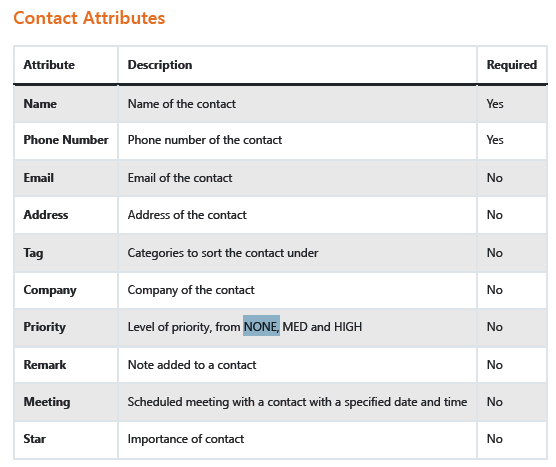 Contact Attributes
Attribute Description Required
Name Name of the contact Yes
Phone Number Phone number of the contact Yes
Email Email of the contact No
Address Address of the contact No
Tag Categories to sort the contact under No
Company Company of the contact No
Priority Level of priority, from NONE, MED and HIGH No
Remark Note added to a contact No
Meeting Scheduled meeting with a contact with a specified date and time No
Star Importance of contact No